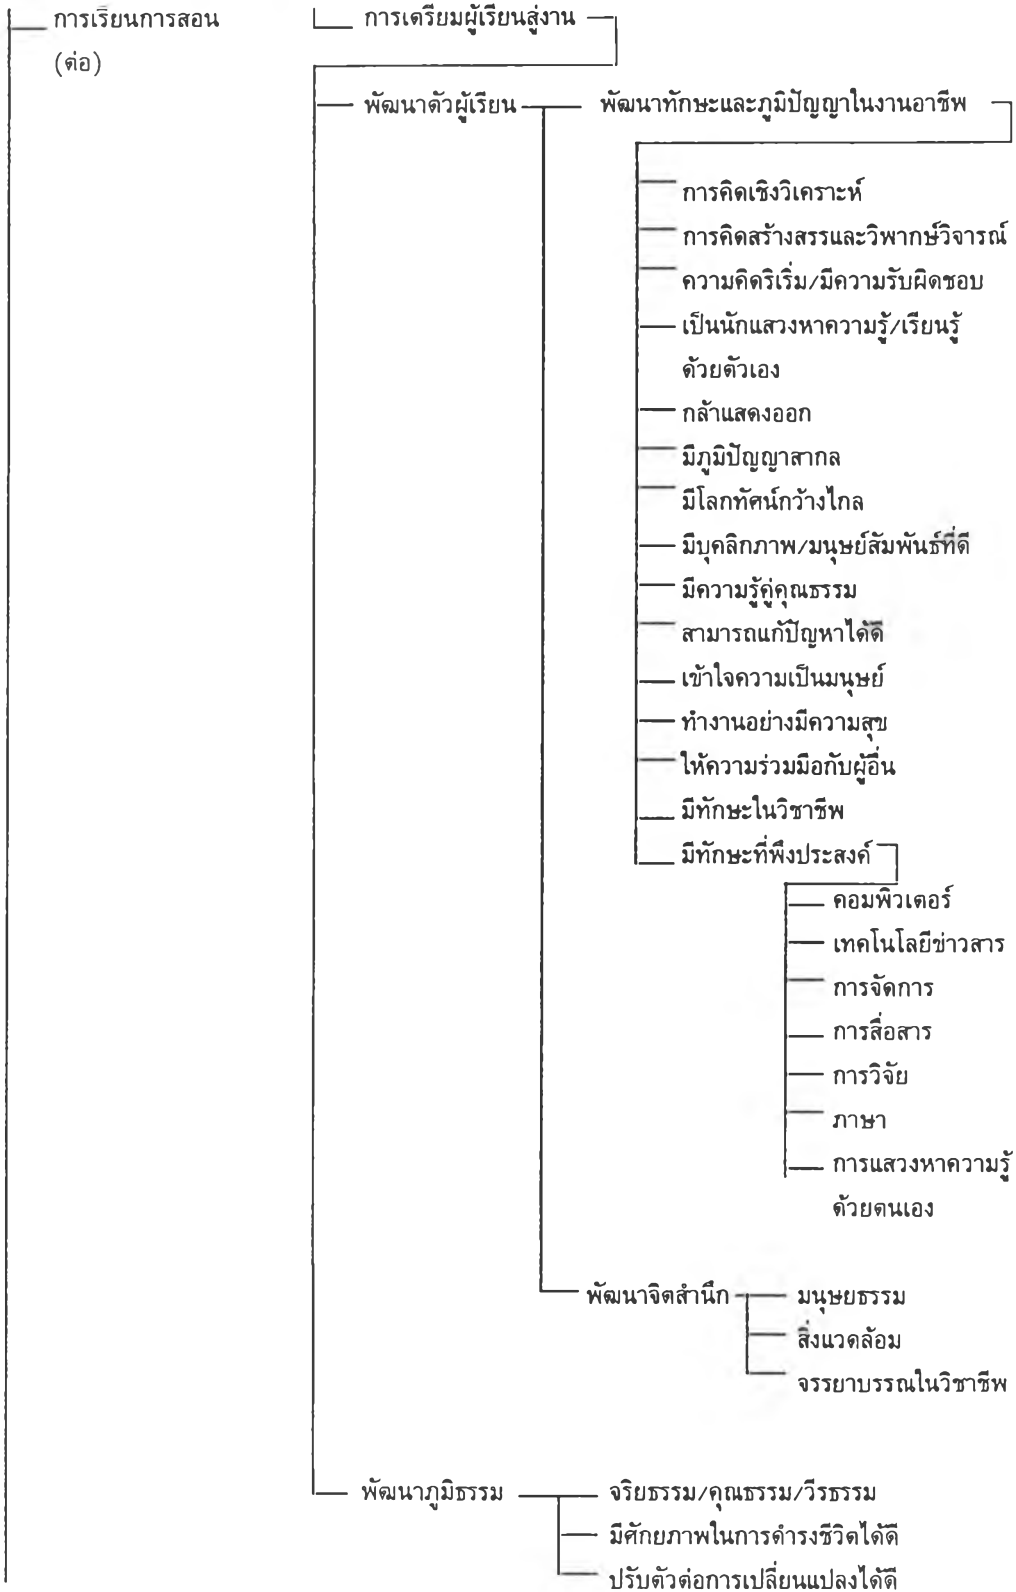 การเรียนการสอน
การเตรียมผู้เรียนสู่งาน
(ต่อ)
พัฒนาตัวผู้เรียน
พัฒนาทักษะและภูมิปัญญาในงานอาชีพ
การคิดเชิงวิเคราะห์
การคิดสร้างสรรและวิพากษ์วิจารณ์
ความคิดริเริ่ม/มีความรับผิดชอบ
เป็นนักแสวงหาความรู้/เรียนรู้
ด้วยตัวเอง
กล้าแสดงออก
มีภูมิปัญญาสากล
มีโลกทัศน์กว้างไกล
มีบุคลิกภาพ/มนุษย์สัมพันธ์ที่ดี
มีความรู้คู่คุณธรรม
สามารถแก้ปัญหาได้ดี
เข้าใจความเป็นมนุษย์
ทำงานอย่างมีความสุข
ให้ความร่วมมือกับผู้อื่น
มีทักษะในวิชาชีพ
มีทักษะที่พึงประสงค์
คอมพิวเตอร์
เทคโนโลยีข่าวสาร
การจัดการ
การสื่อสาร
การวิจัย
ภาษา
การแสวงหาความรู้
ด้วยตนเอง
พัฒนาจิตสำนึก
มนุษยธรรม
สิ่งแวดล้อม
จรรยาบรรณในวิชาชีพ
พัฒนาภูมิธรรม
จริยธรรม/คุณธรรม/วีรธรรม
มีศักยภาพในการดำรงชีวิตได้ดี
ปรับตัวต่อการเปลี่ยนแปลงได้ดี